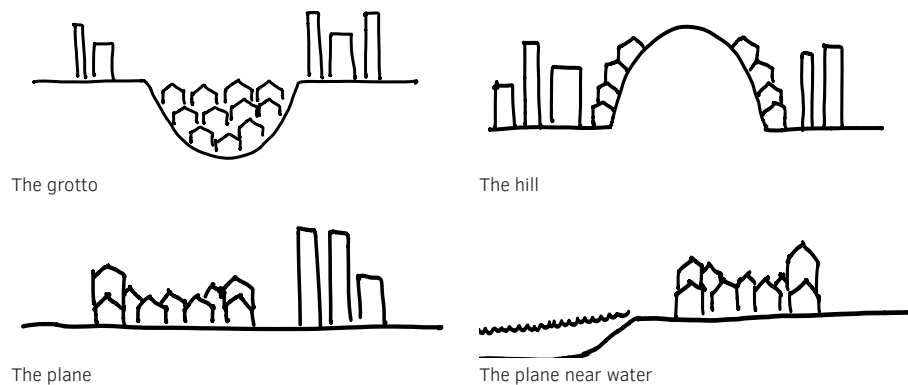 The grotto
The hill
The plane
The plane near water